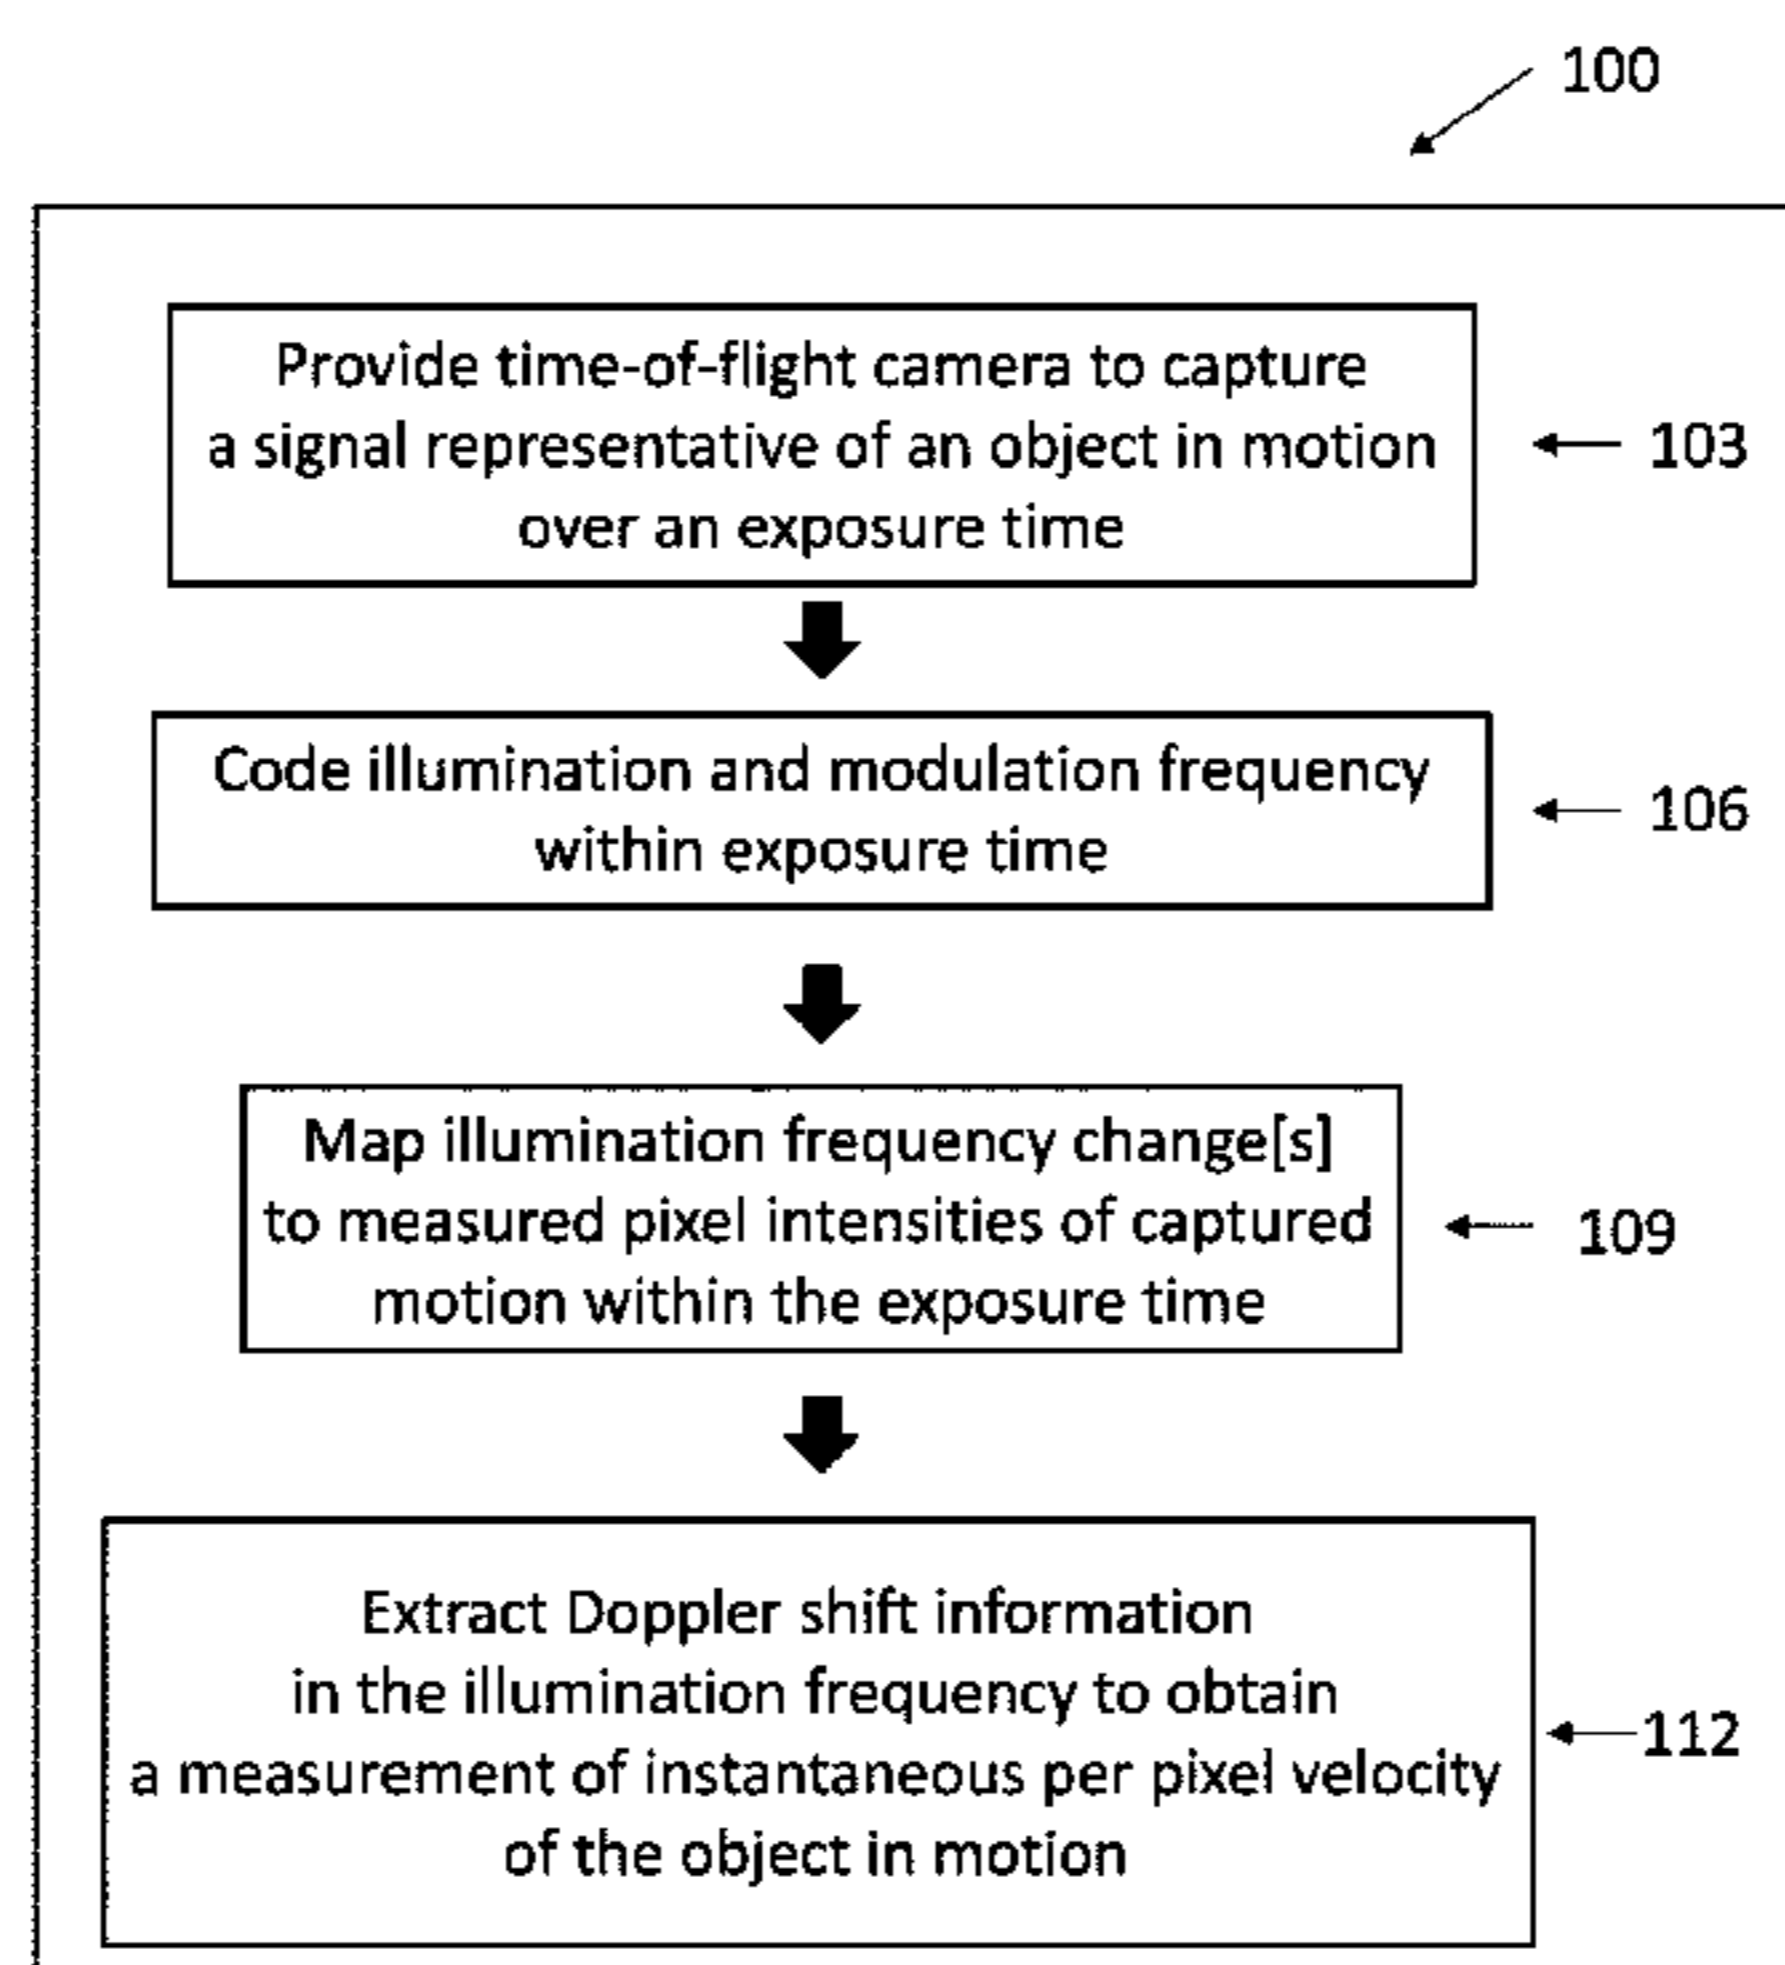 100
Provide time-of-flight camera to capture
a signal representative of an object in motion
over an exposure time
103
Code illumination and modulation frequency
within exposure time
106
Map illumination frequency change[s]
to measured pixel intensities of captured
motion within the exposure time
109
Extract Doppler shift information
in the illumination frequency to obtain
a measurement of instantaneous per pixel velocity
of the object in motion
112